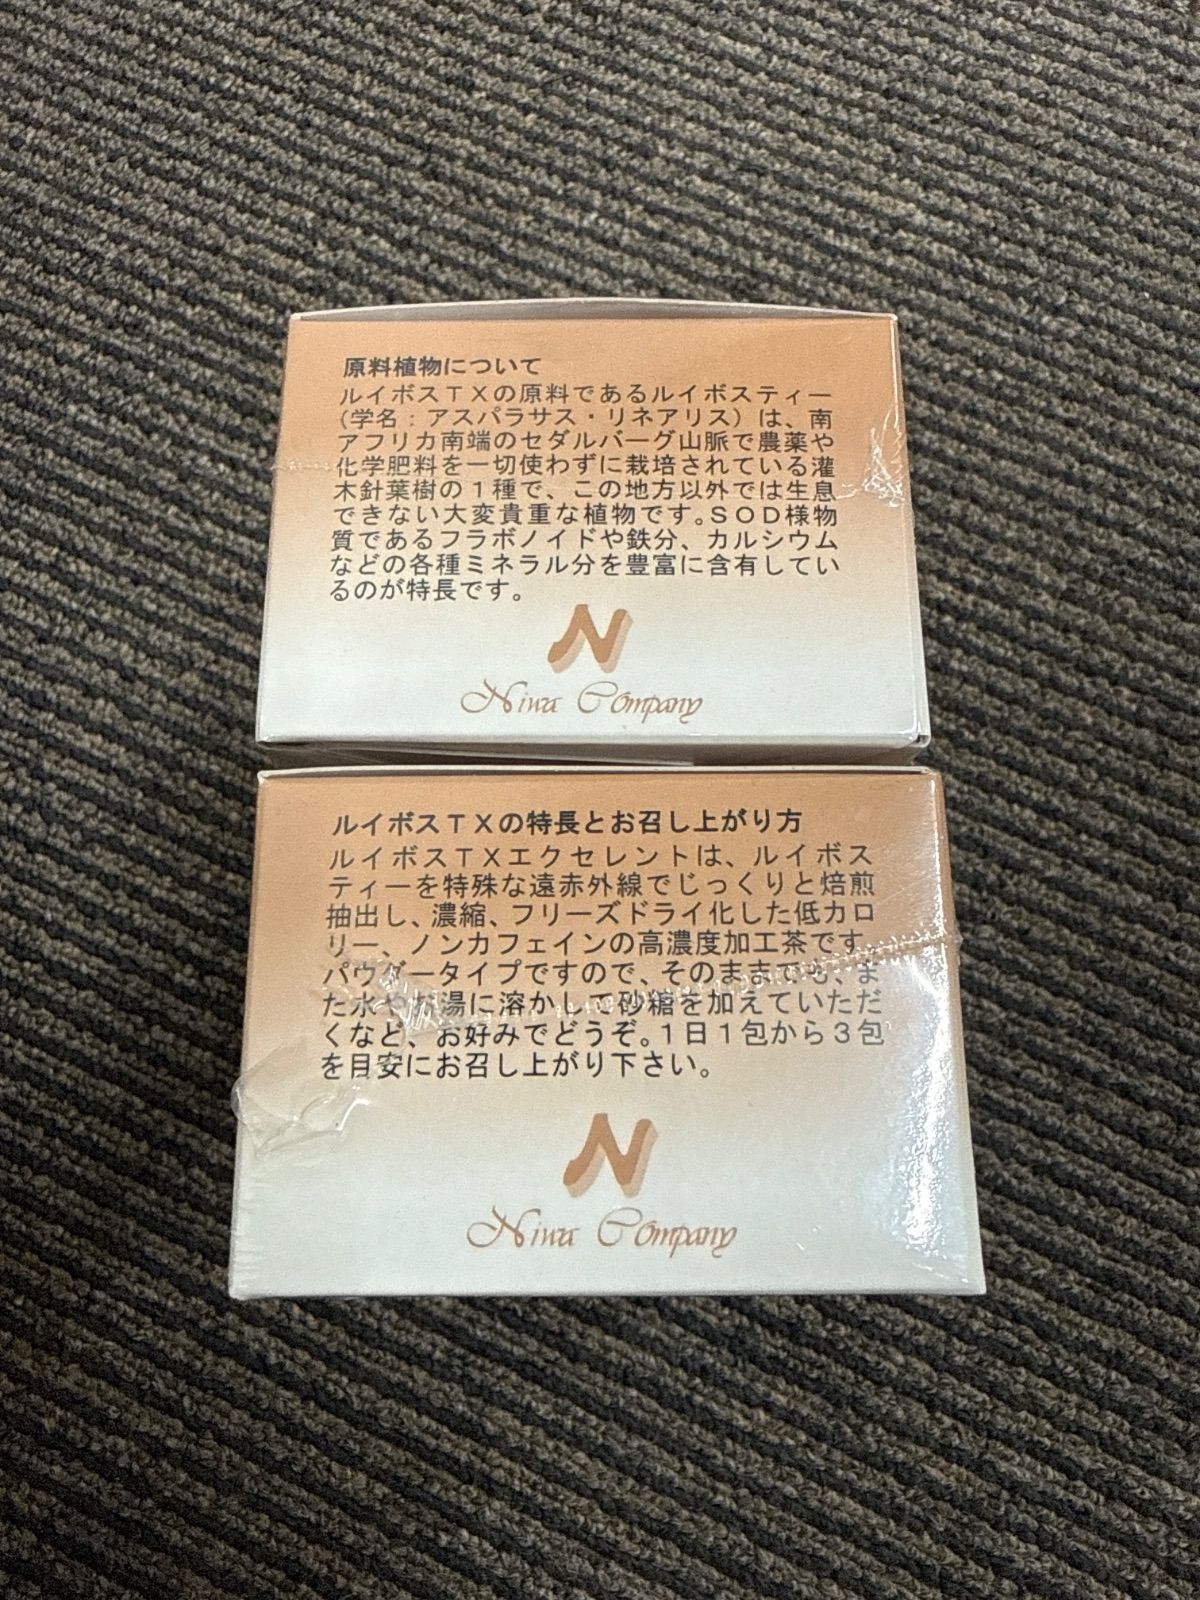 原料植物について
ルイボスTXの原料であるルイボスティー
(学名:アスパラサス・リネアリス)は、南
アフリカ南端のセダルバーグ山脈で農薬や
化学肥料を一切使わずに栽培されている灌
木針葉樹の1種で、この地方以外では生息
できない大変貴重な植物です。SOD様物
質であるフラボノイドや鉄分、カルシウム
などの各種ミネラル分を豊富に含有してい
るのが特長です。
N
Niwa Company
ルイボスTXの特長とお召し上がり方
ルイボスTXエクセレントは、ルイボス
ティーを特殊な遠赤外線でじっくりと焙煎
抽出し、濃縮、フリーズドライ化した低カロ
リー、ノンカフェインの高濃度加工茶です。
パウダータイプですので、そのままでも、ま
た水やお湯に溶かして砂糖を加えていただ
くなど、お好みでどうぞ。1日1包から3包
を目安にお召し上がり下さい。
N
Niwa Company